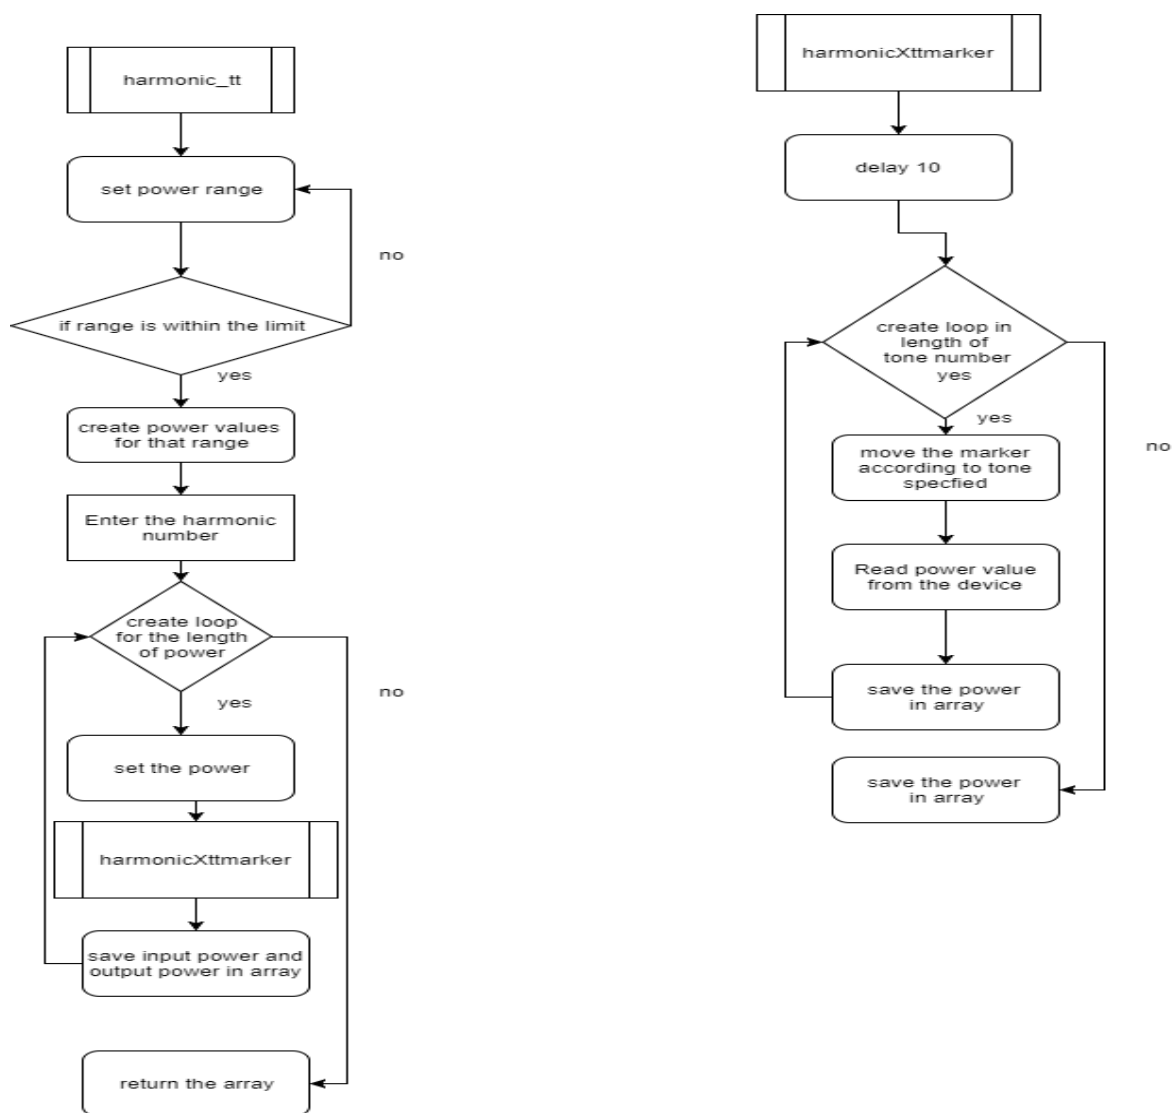 harmonic_tt
set power range
no
if range is within the limit
yes
create power values
for that range
Enter the harmonic
number
create loop
for the length
of power
no
yes
set the power
harmonicXttmarker
save input power and
output power in array
return the array
harmonicXttmarker
delay 10
create loop in
length of
tone number
yes
yes
no
move the marker
according to tone
specfied
Read power value
from the device
save the power
in array
save the power
in array